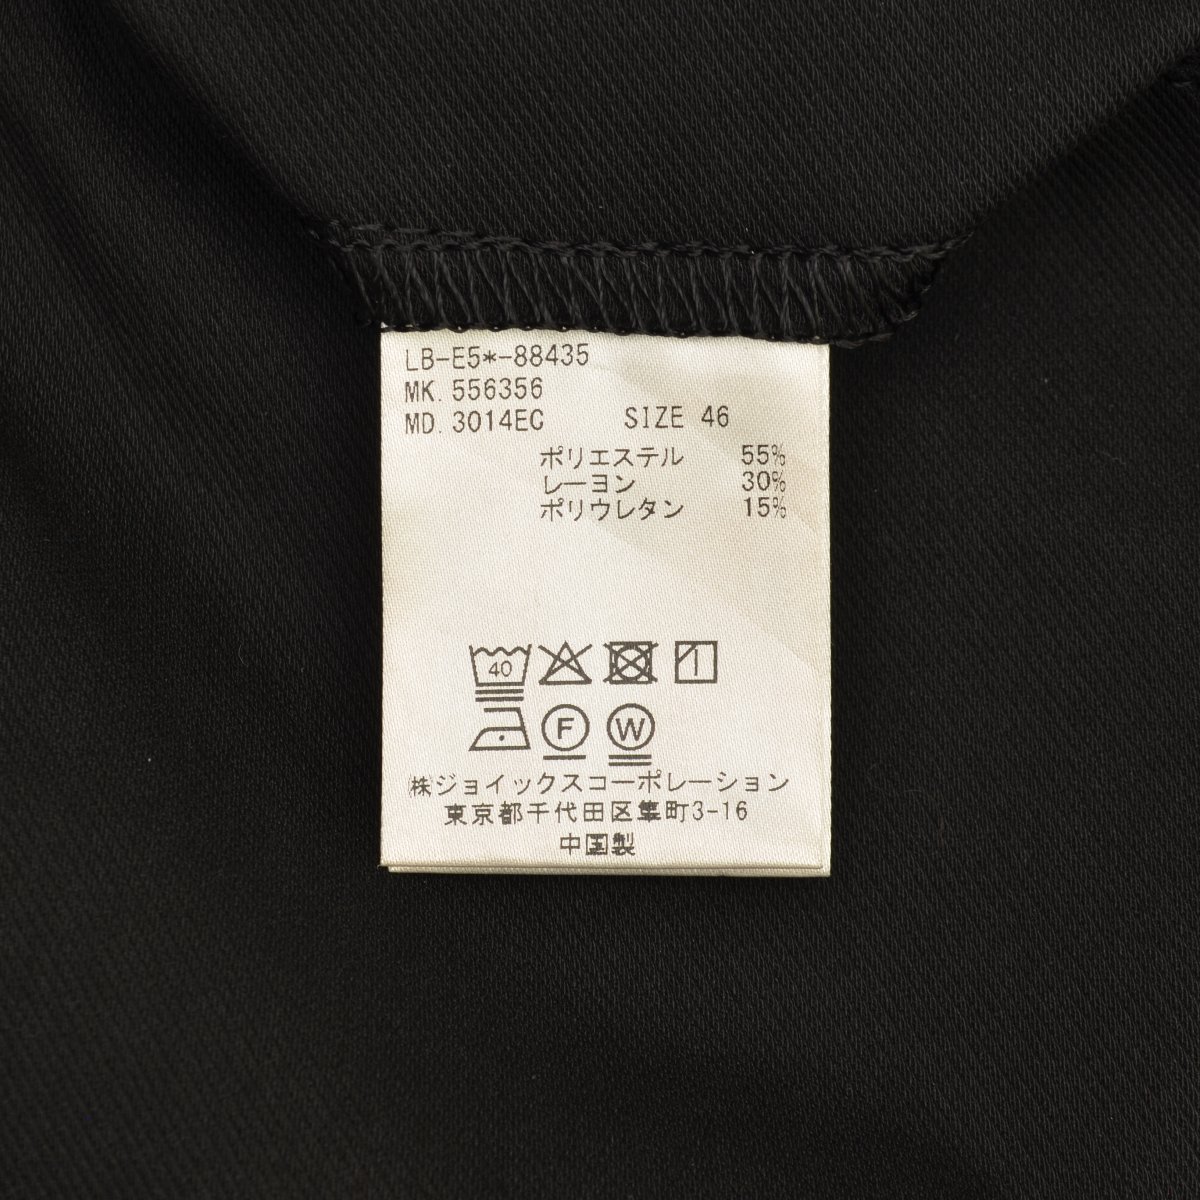 LB-E5*-88435
MK. 556356
MD. 3014EC SIZE 46
ポリエステル 55%
レーヨン 30%
ポリウレタン 15%
40
F W
㈱ジョイックスコーポレーション
東京都千代田区隼町3-16
中国製